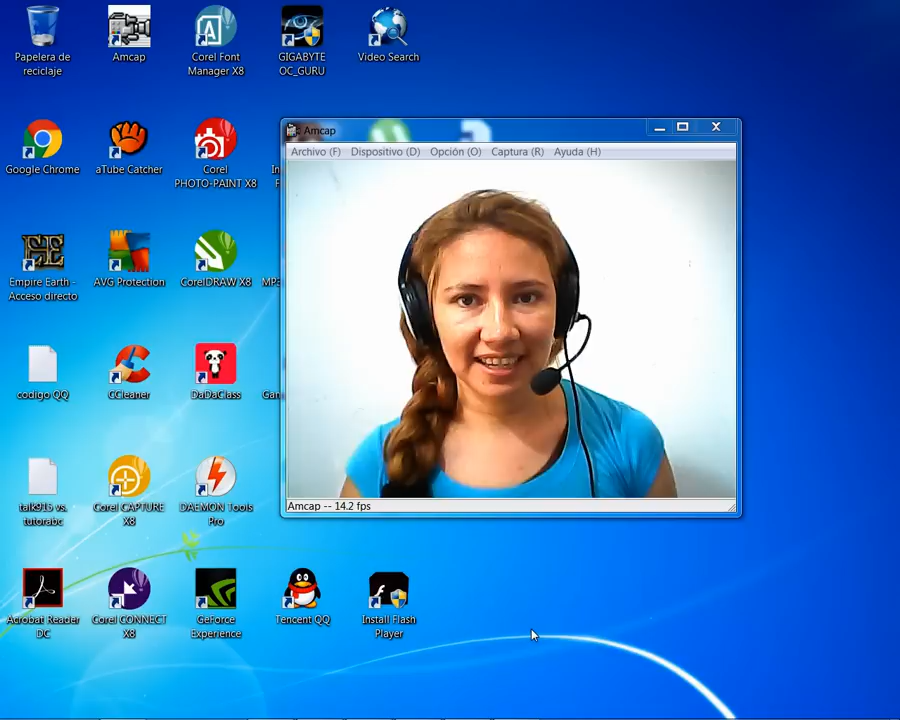 Papelera de
reciclaje
Amcap
Corel Font
Manager X8
GIGABYTE
OC_GURU
Video Search
Google Chrome
aTube Catcher
Corel
PHOTO-PAINT X8
Empire Earth -
Acceso directo
AVG Protection
CorelDRAW X8
codigo QQ
CCleaner
DaDaClass
talk915 vs.
tutorabc
Corel CAPTURE
X8
DAEMON Tools
Pro
Acrobat Reader
DC
Corel CONNECT
X8
GeForce
Experience
Tencent QQ
Install Flash
Player
Amcap
Archivo (F) Dispositivo (D) Opción (O) Captura (R) Ayuda (H)
Amcap -- 14.2 fps